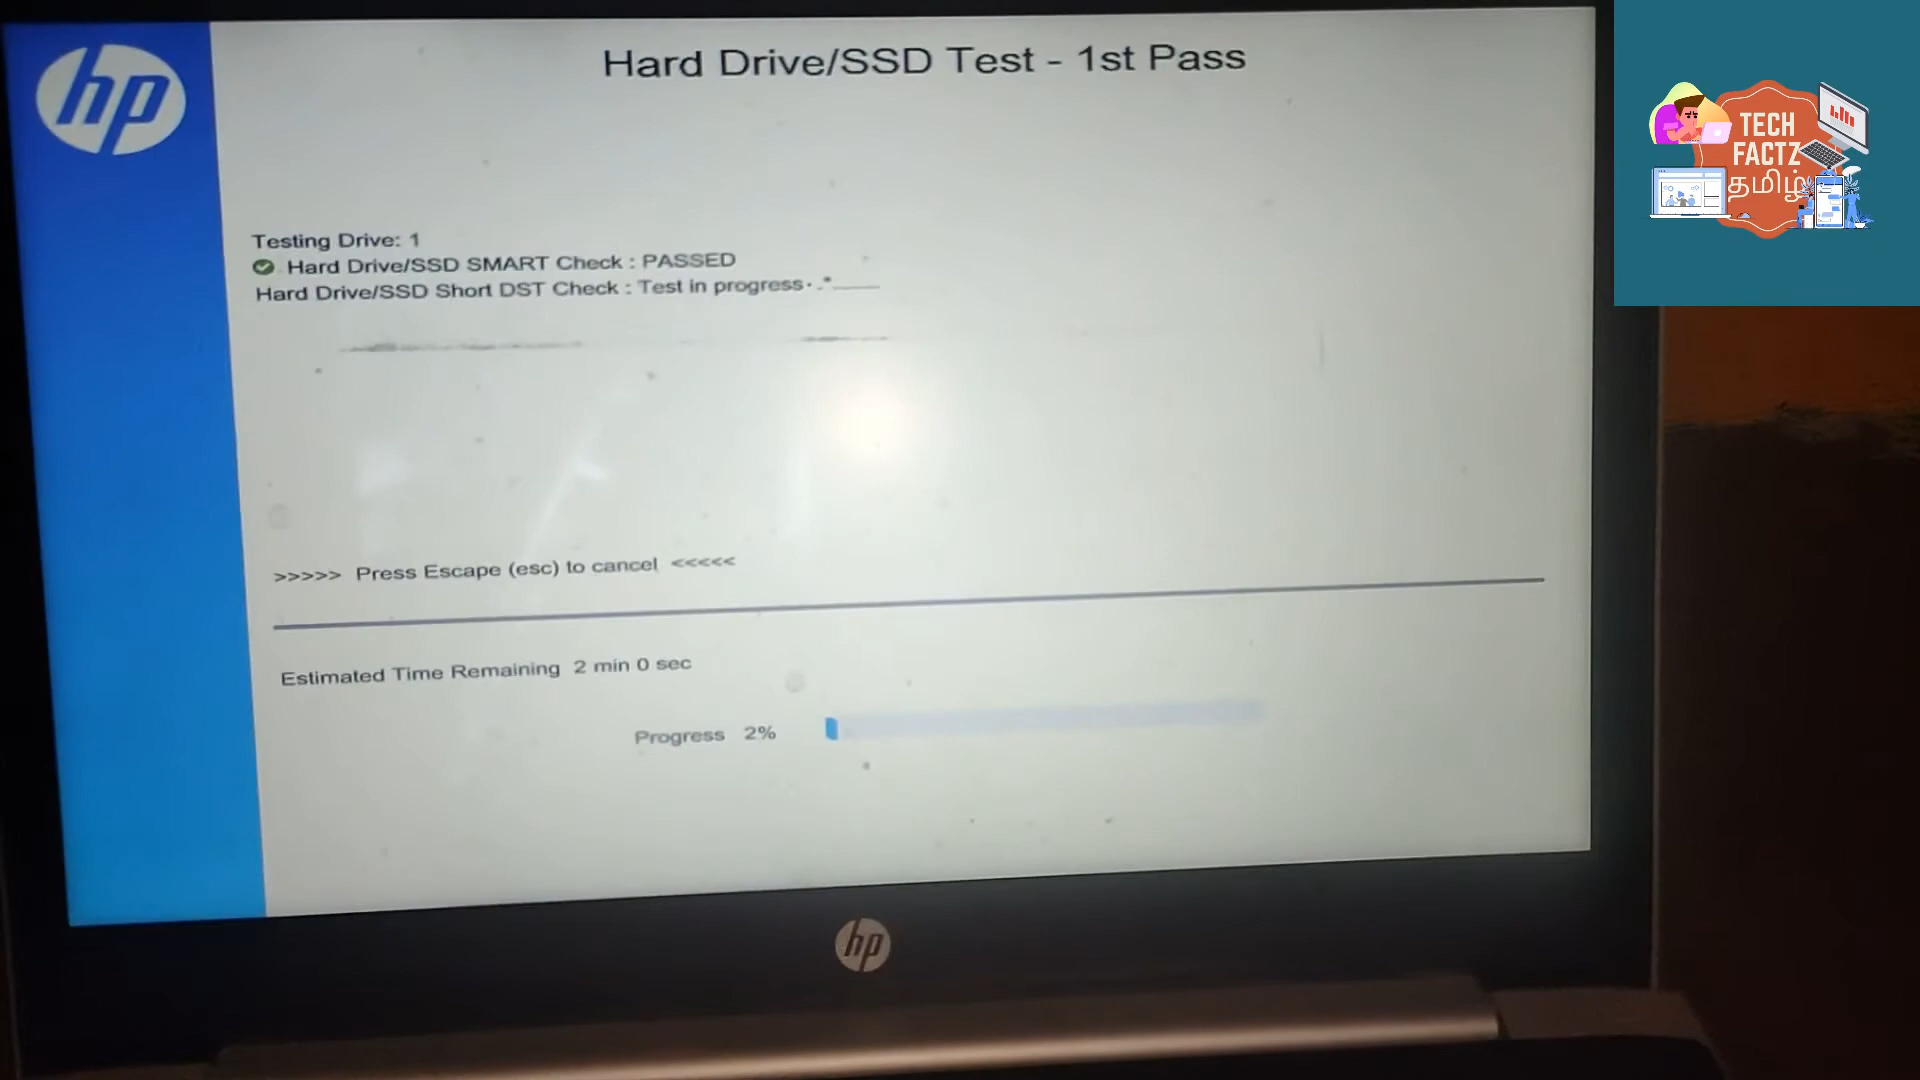 hp
Hard Drive/SSD Test - 1st Pass
TECH
FACTZ
தமிழ்
Testing Drive: 1
Hard Drive/SSD SMART Check : PASSED
Hard Drive/SSD Short DST Check : Test in progress
>>>>> Press Escape (esc) to cancel <<<<<
Estimated Time Remaining 2 min 0 sec
Progress 2%
hp